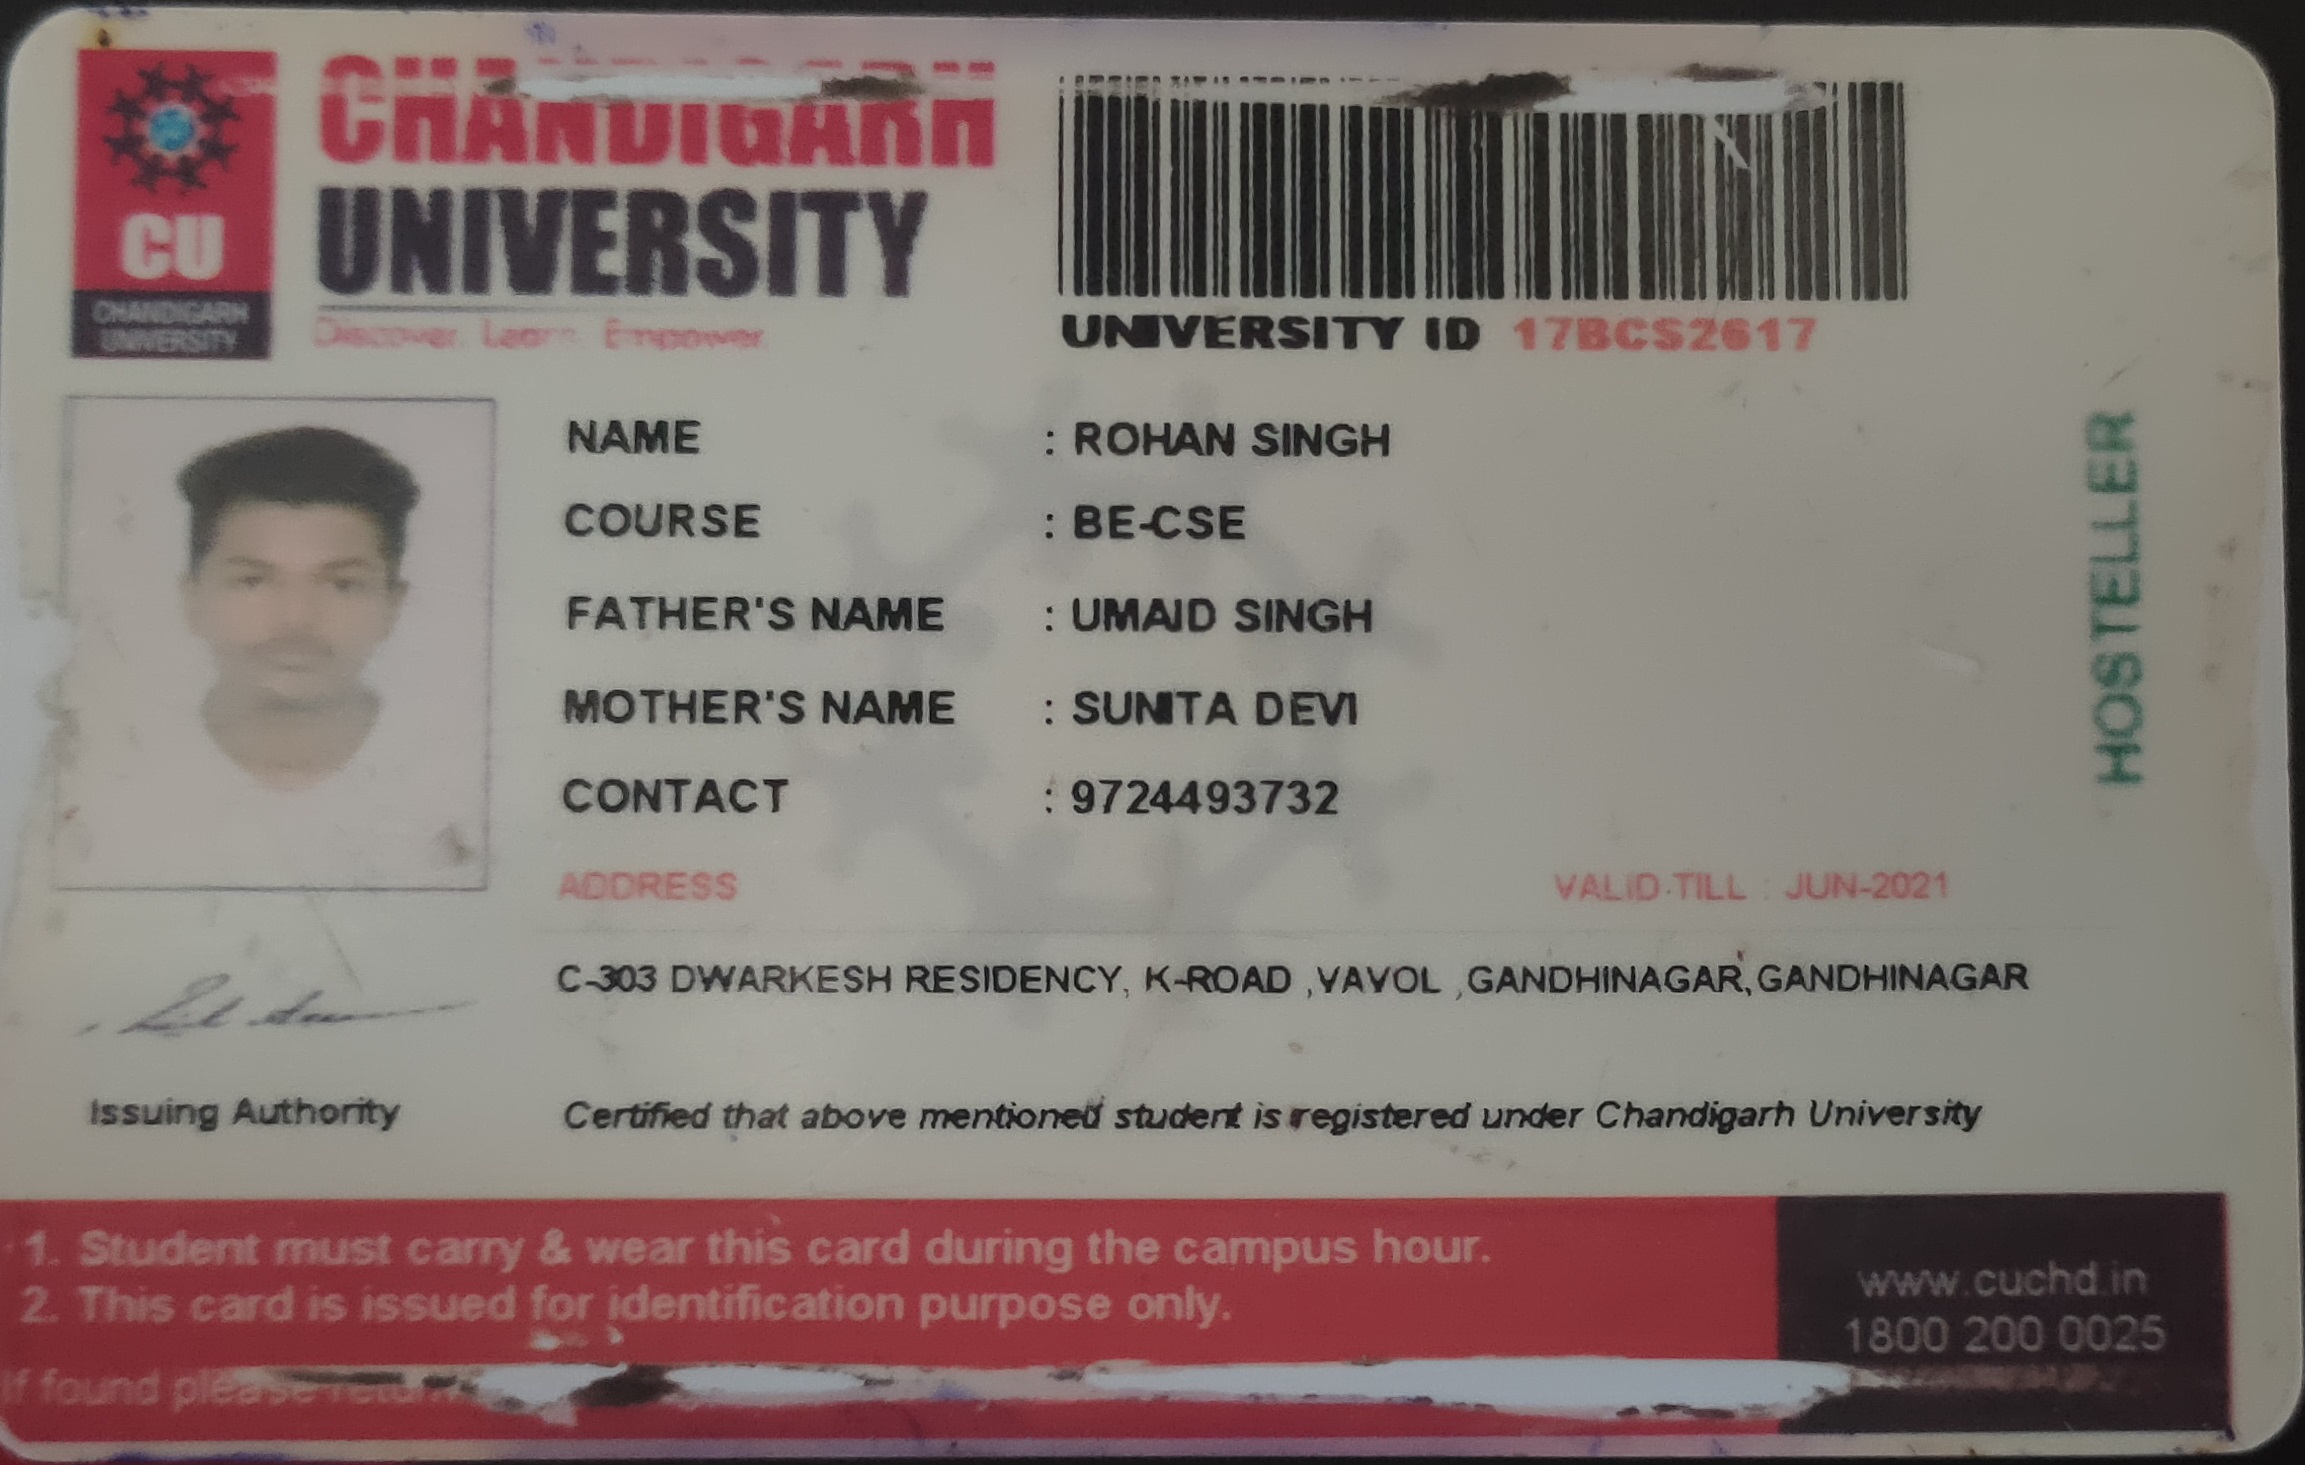 CHANDIGARH
UNIVERSITY
Discover. Learn. Empower
CU
CHANDIGARH
UNIVERSITY
UNIVERSITY ID 17BCS2617
NAME : ROHAN SINGH
COURSE : BE-CSE
FATHER'S NAME : UMAID SINGH
MOTHER'S NAME : SUNITA DEVI
CONTACT : 9724493732
HOSTELLER
ADDRESS VALID TILL : JUN-2021
C-303 DWARKESH RESIDENCY, K-ROAD ,VAVOL ,GANDHINAGAR,GANDHINAGAR
Issuing Authority
Certified that above mentioned student is registered under Chandigarh University
1. Student must carry & wear this card during the campus hour.
2. This card is issued for identification purpose only.
If found please return
www.cuchd.in
1800 200 0025